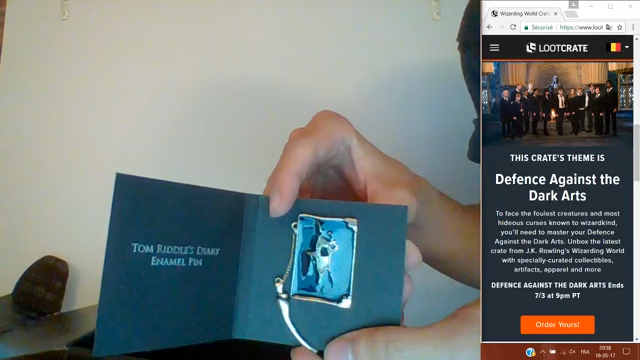 TOM RIDDLE'S DIARY
ENAMEL PIN
Wizarding World Crat
Sécurisé
https://www.loot
LOOTCRATE
THIS CRATE'S THEME IS
Defence Against the
Dark Arts
To face the foulest creatures and most
hideous curses known to wizardkind,
you'll need to master your Defence
Against the Dark Arts. Unbox the latest
crate from J.K. Rowling's Wizarding World
with specially-curated collectibles,
artifacts, apparel and more
DEFENCE AGAINST THE DARK ARTS Ends
7/3 at 9pm PT
Order Yours!
FRA
20:38
18-05-17